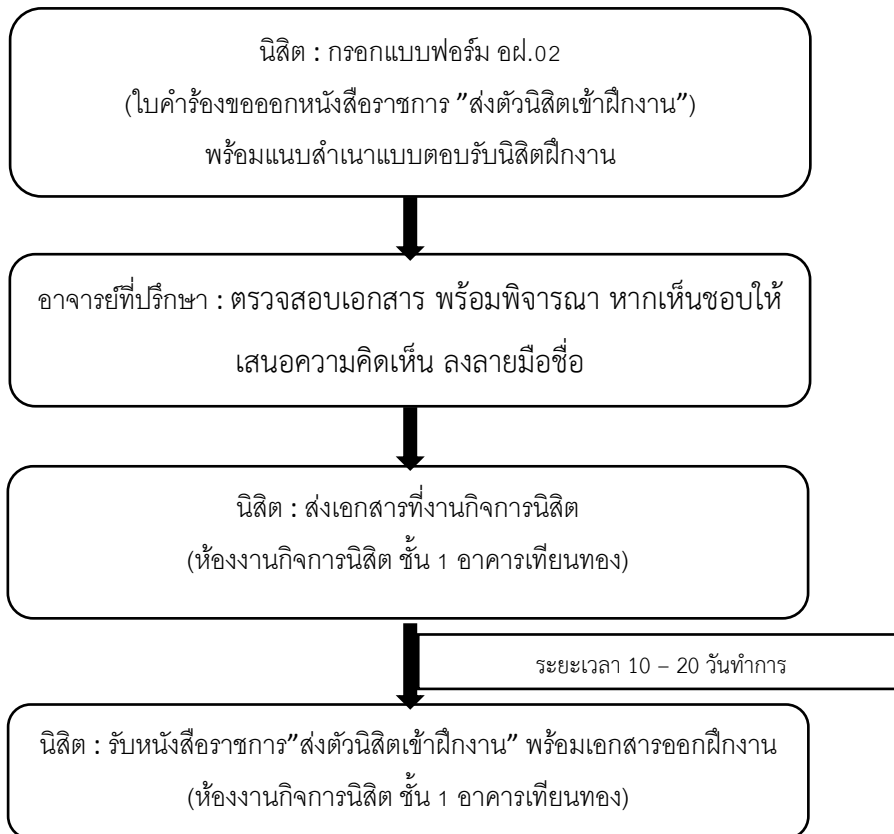 นิสิต : กรอกแบบฟอร์ม อฝ.02
(ใบคำร้องขอออกหนังสือราชการ ”ส่งตัวนิสิตเข้าฝึกงาน”)
พร้อมแนบสำเนาแบบตอบรับนิสิตฝึกงาน
อาจารย์ที่ปรึกษา : ตรวจสอบเอกสาร พร้อมพิจารณา หากเห็นชอบให้
เสนอความคิดเห็น ลงลายมือชื่อ
นิสิต : ส่งเอกสารที่งานกิจการนิสิต
(ห้องงานกิจการนิสิต ชั้น 1 อาคารเทียนทอง)
ระยะเวลา 10 – 20 วันทำการ
นิสิต : รับหนังสือราชการ”ส่งตัวนิสิตเข้าฝึกงาน” พร้อมเอกสารออกฝึกงาน
(ห้องงานกิจการนิสิต ชั้น 1 อาคารเทียนทอง)